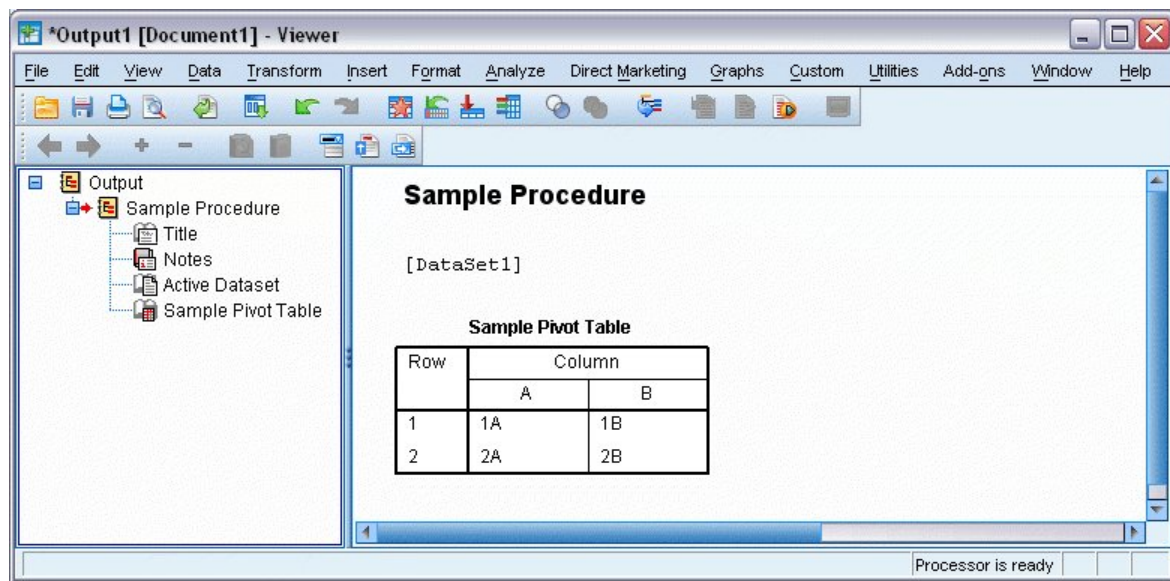 *Output1 [Document1] - Viewer
File Edit View Data Transform Insert Format Analyze Direct Marketing Graphs Custom Utilities Add-ons Window Help
Output
Sample Procedure
Title
Notes
Active Dataset
Sample Pivot Table
Sample Procedure
[DataSet1]
Sample Pivot Table
Row Column
A B
1 1A 1B
2 2A 2B
Processor is ready